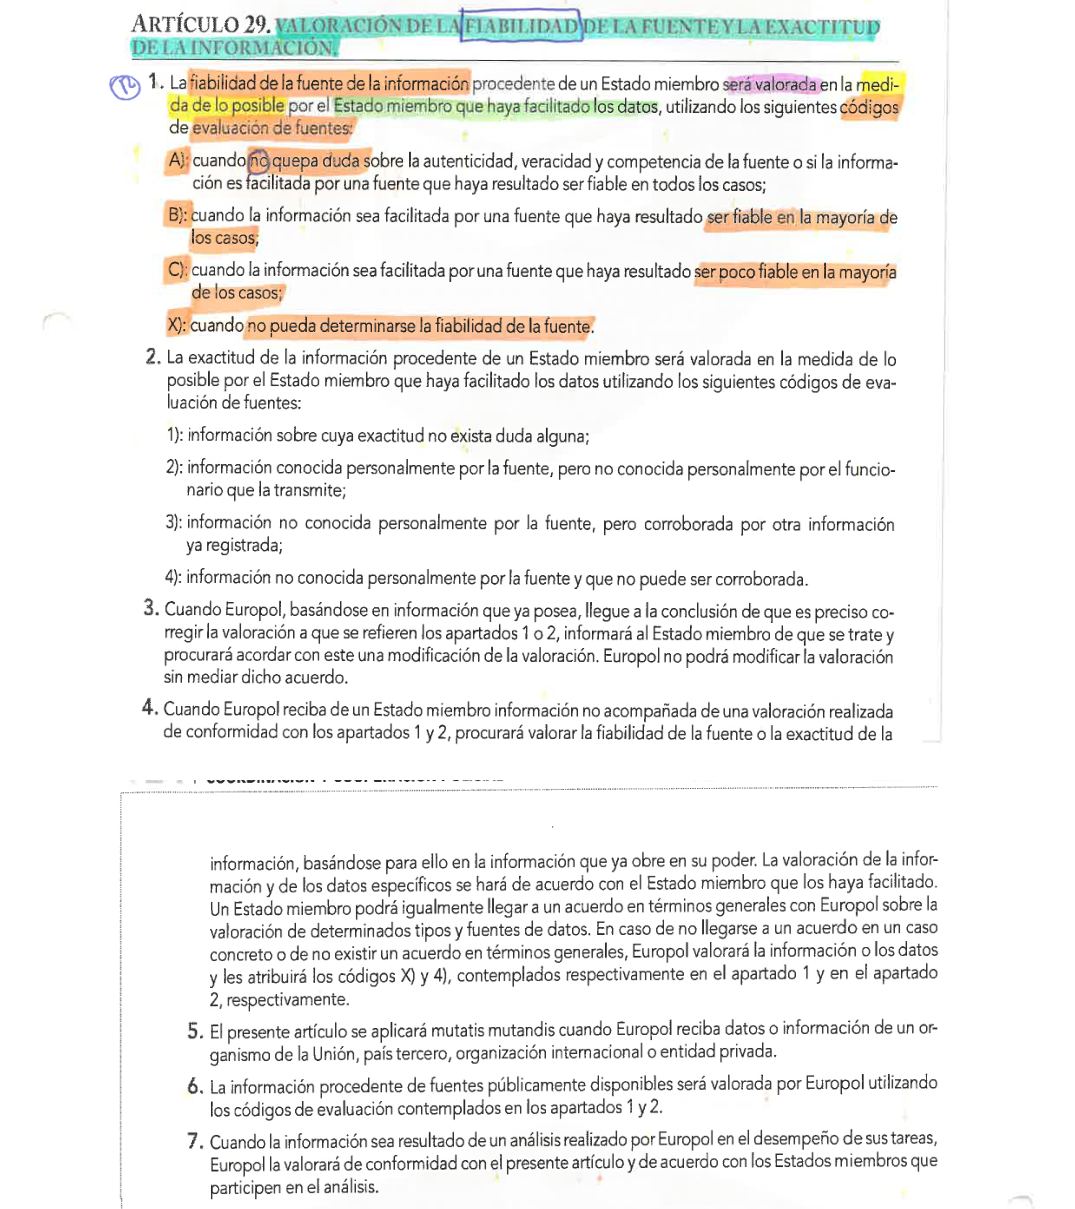 ARTÍCULO 29. VALORACIÓN DE LA FIABILIDAD DE LA FUENTE Y LA EXACTITUD
DE LA INFORMACIÓN.
1. La fiabilidad de la fuente de la información procedente de un Estado miembro será valorada en la medi-
da de lo posible por el Estado miembro que haya facilitado los datos, utilizando los siguientes códigos
de evaluación de fuentes:
A): cuando no quepa duda sobre la autenticidad, veracidad y competencia de la fuente o si la informa-
ción es facilitada por una fuente que haya resultado ser fiable en todos los casos;
B): cuando la información sea facilitada por una fuente que haya resultado ser fiable en la mayoría de
los casos;
C): cuando la información sea facilitada por una fuente que haya resultado ser poco fiable en la mayoría
de los casos;
X): cuando no pueda determinarse la fiabilidad de la fuente.
2. La exactitud de la información procedente de un Estado miembro será valorada en la medida de lo
posible por el Estado miembro que haya facilitado los datos utilizando los siguientes códigos de eva-
luación de fuentes:
1): información sobre cuya exactitud no exista duda alguna;
2): información conocida personalmente por la fuente, pero no conocida personalmente por el funcio-
nario que la transmite;
3): información no conocida personalmente por la fuente, pero corroborada por otra información
ya registrada;
4): información no conocida personalmente por la fuente y que no puede ser corroborada.
3. Cuando Europol, basándose en información que ya posea, llegue a la conclusión de que es preciso co-
rregir la valoración a que se refieren los apartados 1 o 2, informará al Estado miembro de que se trate y
procurará acordar con este una modificación de la valoración. Europol no podrá modificar la valoración
sin mediar dicho acuerdo.
4. Cuando Europol reciba de un Estado miembro información no acompañada de una valoración realizada
de conformidad con los apartados 1 y 2, procurará valorar la fiabilidad de la fuente o la exactitud de la
información, basándose para ello en la información que ya obre en su poder. La valoración de la infor-
mación y de los datos específicos se hará de acuerdo con el Estado miembro que los haya facilitado.
Un Estado miembro podrá igualmente llegar a un acuerdo en términos generales con Europol sobre la
valoración de determinados tipos y fuentes de datos. En caso de no llegarse a un acuerdo en un caso
concreto o de no existir un acuerdo en términos generales, Europol valorará la información o los datos
y les atribuirá los códigos X) y 4), contemplados respectivamente en el apartado 1 y en el apartado
2, respectivamente.
5. El presente artículo se aplicará mutatis mutandis cuando Europol reciba datos o información de un or-
ganismo de la Unión, país tercero, organización internacional o entidad privada.
6. La información procedente de fuentes públicamente disponibles será valorada por Europol utilizando
los códigos de evaluación contemplados en los apartados 1 y 2.
7. Cuando la información sea resultado de un análisis realizado por Europol en el desempeño de sus tareas,
Europol la valorará de conformidad con el presente artículo y de acuerdo con los Estados miembros que
participen en el análisis.